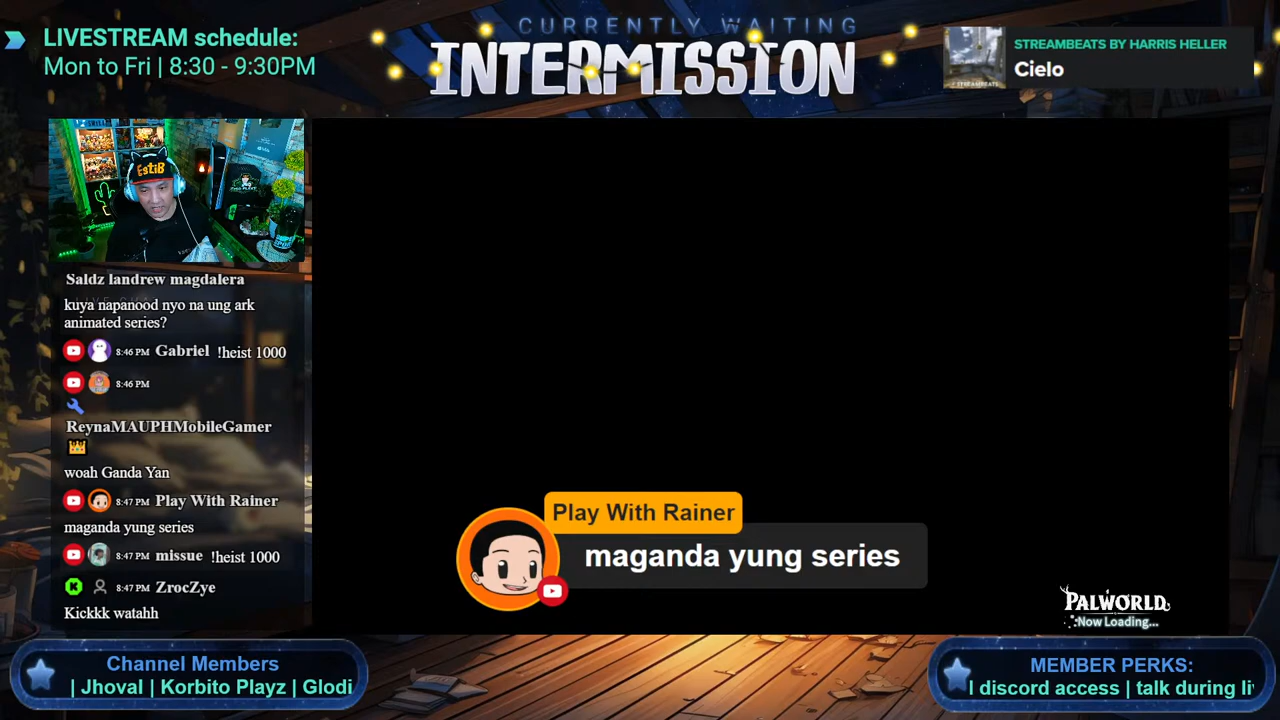 LIVESTREAM schedule:
Mon to Fri | 8:30 - 9:30PM
CURRENTLY WAITING
INTERMISSION
STREAMBEATS BY HARRIS HELLER
Cielo
EstiB
Saldz landrew magdalera
kuya napanood nyo na ung ark
animated series?
8:46 PM Gabriel !heist 1000
8:46 PM
ReynaMAUPHMobileGamer
woah Ganda Yan
8:47 PM Play With Rainer
maganda yung series
8:47 PM missue !heist 1000
8:47 PM ZrocZye
Kickkk watahh
Play With Rainer
maganda yung series
PALWORLD
Now Loading...
Channel Members
| Jhoval | Korbito Playz | Glodi
MEMBER PERKS:
l discord access | talk during li